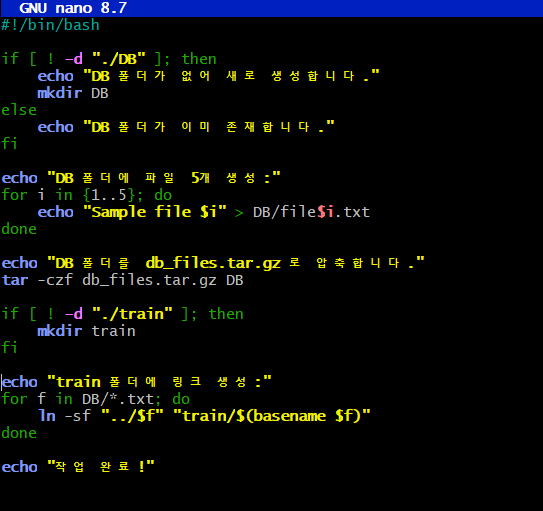 GNU nano 8.7
#!/bin/bash
if [ ! -d "./DB" ]; then
    echo "DB 폴더가 없어 새로 생성합니다."
    mkdir DB
else
    echo "DB 폴더가 이미 존재합니다."
fi
echo "DB 폴더에 파일 5개 생성:"
for i in {1..5}; do
    echo "Sample file $i" > DB/file$i.txt
done
echo "DB 폴더를 db_files.tar.gz로 압축합니다."
tar -czf db_files.tar.gz DB
if [ ! -d "./train" ]; then
    mkdir train
fi
echo "train폴더에 링크 생성:"
for f in DB/*.txt; do
    ln -sf "../$f" "train/$(basename $f)"
done
echo "작업 완료!"